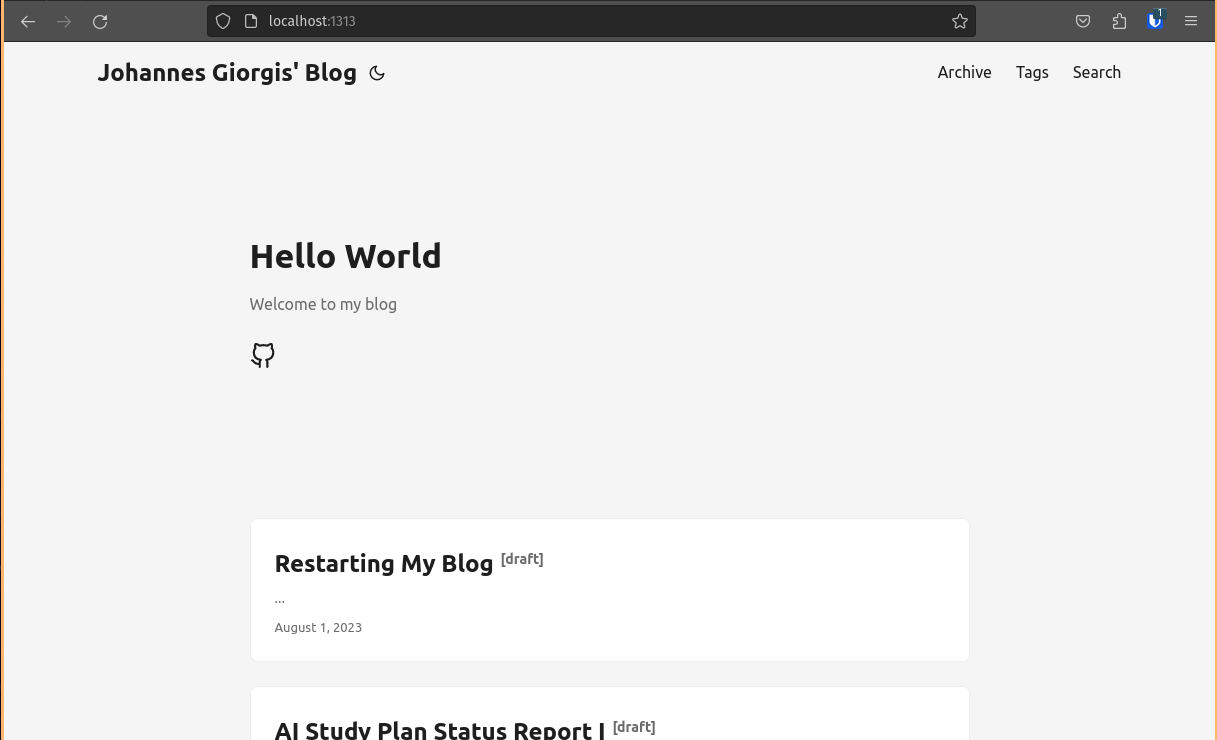 localhost:1313
1
Johannes Giorgis' Blog
Archive Tags Search
Hello World
Welcome to my blog
Restarting My Blog [draft]
...
August 1, 2023
AI Study Plan Status Report I [draft]